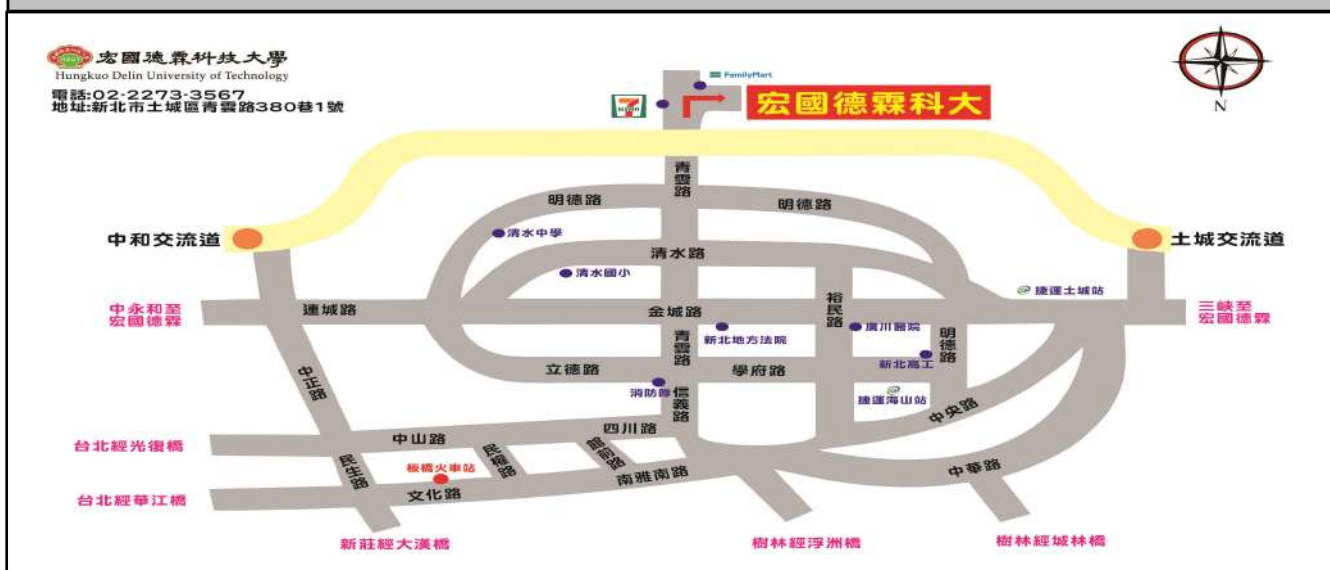 宏國德霖科技大學
Hungkuo Delin University of Technology
電話:02-2273-3567
地址:新北市土城區青雲路380巷1號
FamilyMart
7
ELEVEN
宏國德霖科大
N
青雲路
明德路
明德路
清水中學
中和交流道
土城交流道
清水路
清水國小
捷運土城站
中永和至
宏國德霖
連城路
金城路
裕民路
三峽至
宏國德霖
新北地方法院
廣川醫院
明德路
青雲路
新北高工
中正路
立德路
學府路
消防隊
信義路
捷運海山站
中央路
台北經光復橋
中山路
四川路
民生路
板橋火車站
民權路
館前路
南雅南路
中華路
台北經華江橋
文化路
新莊經大漢橋
樹林經浮洲橋
樹林經城林橋